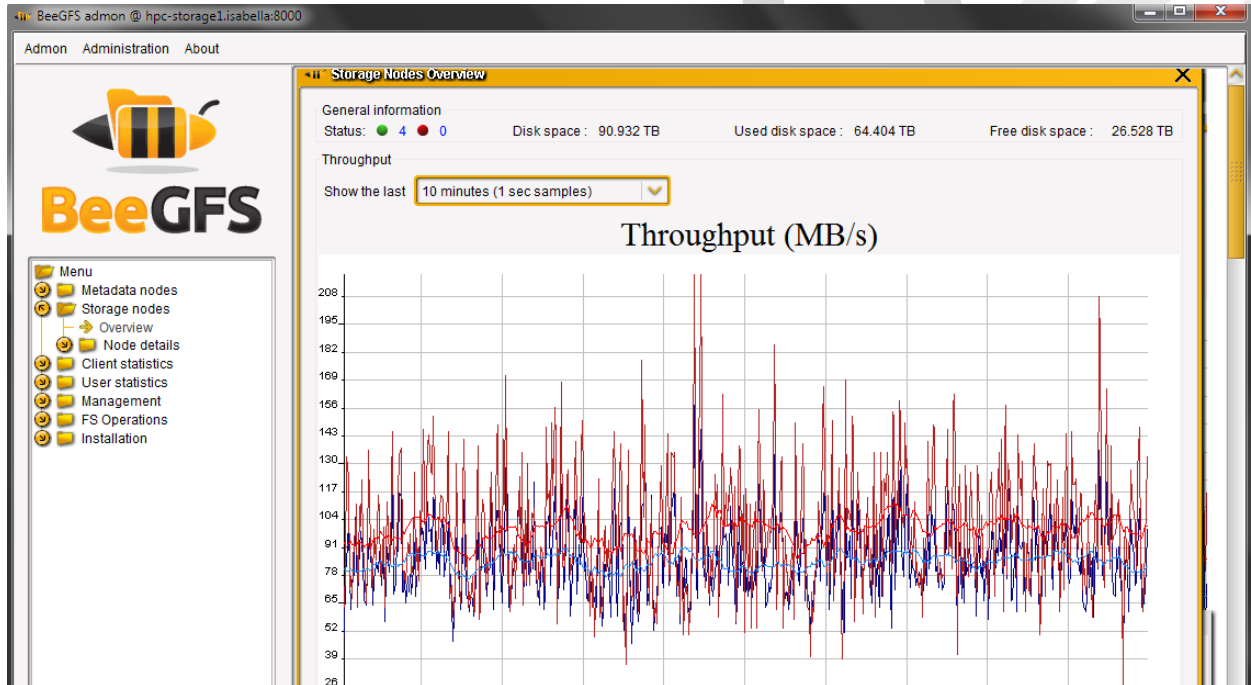 BeeGFS admon @ hpc-storage1.isabella:8000
Admon Administration About
BeeGFS
Menu
Metadata nodes
Storage nodes
Overview
Node details
Client statistics
User statistics
Management
FS Operations
Installation
Storage Nodes Overview
General information
Status: 4 0 Disk space : 90.932 TB Used disk space : 64.404 TB Free disk space : 26.528 TB
Throughput
Show the last 10 minutes (1 sec samples)
Throughput (MB/s)
208
195
182
169
156
143
130
117
104
91
78
65
52
39
26